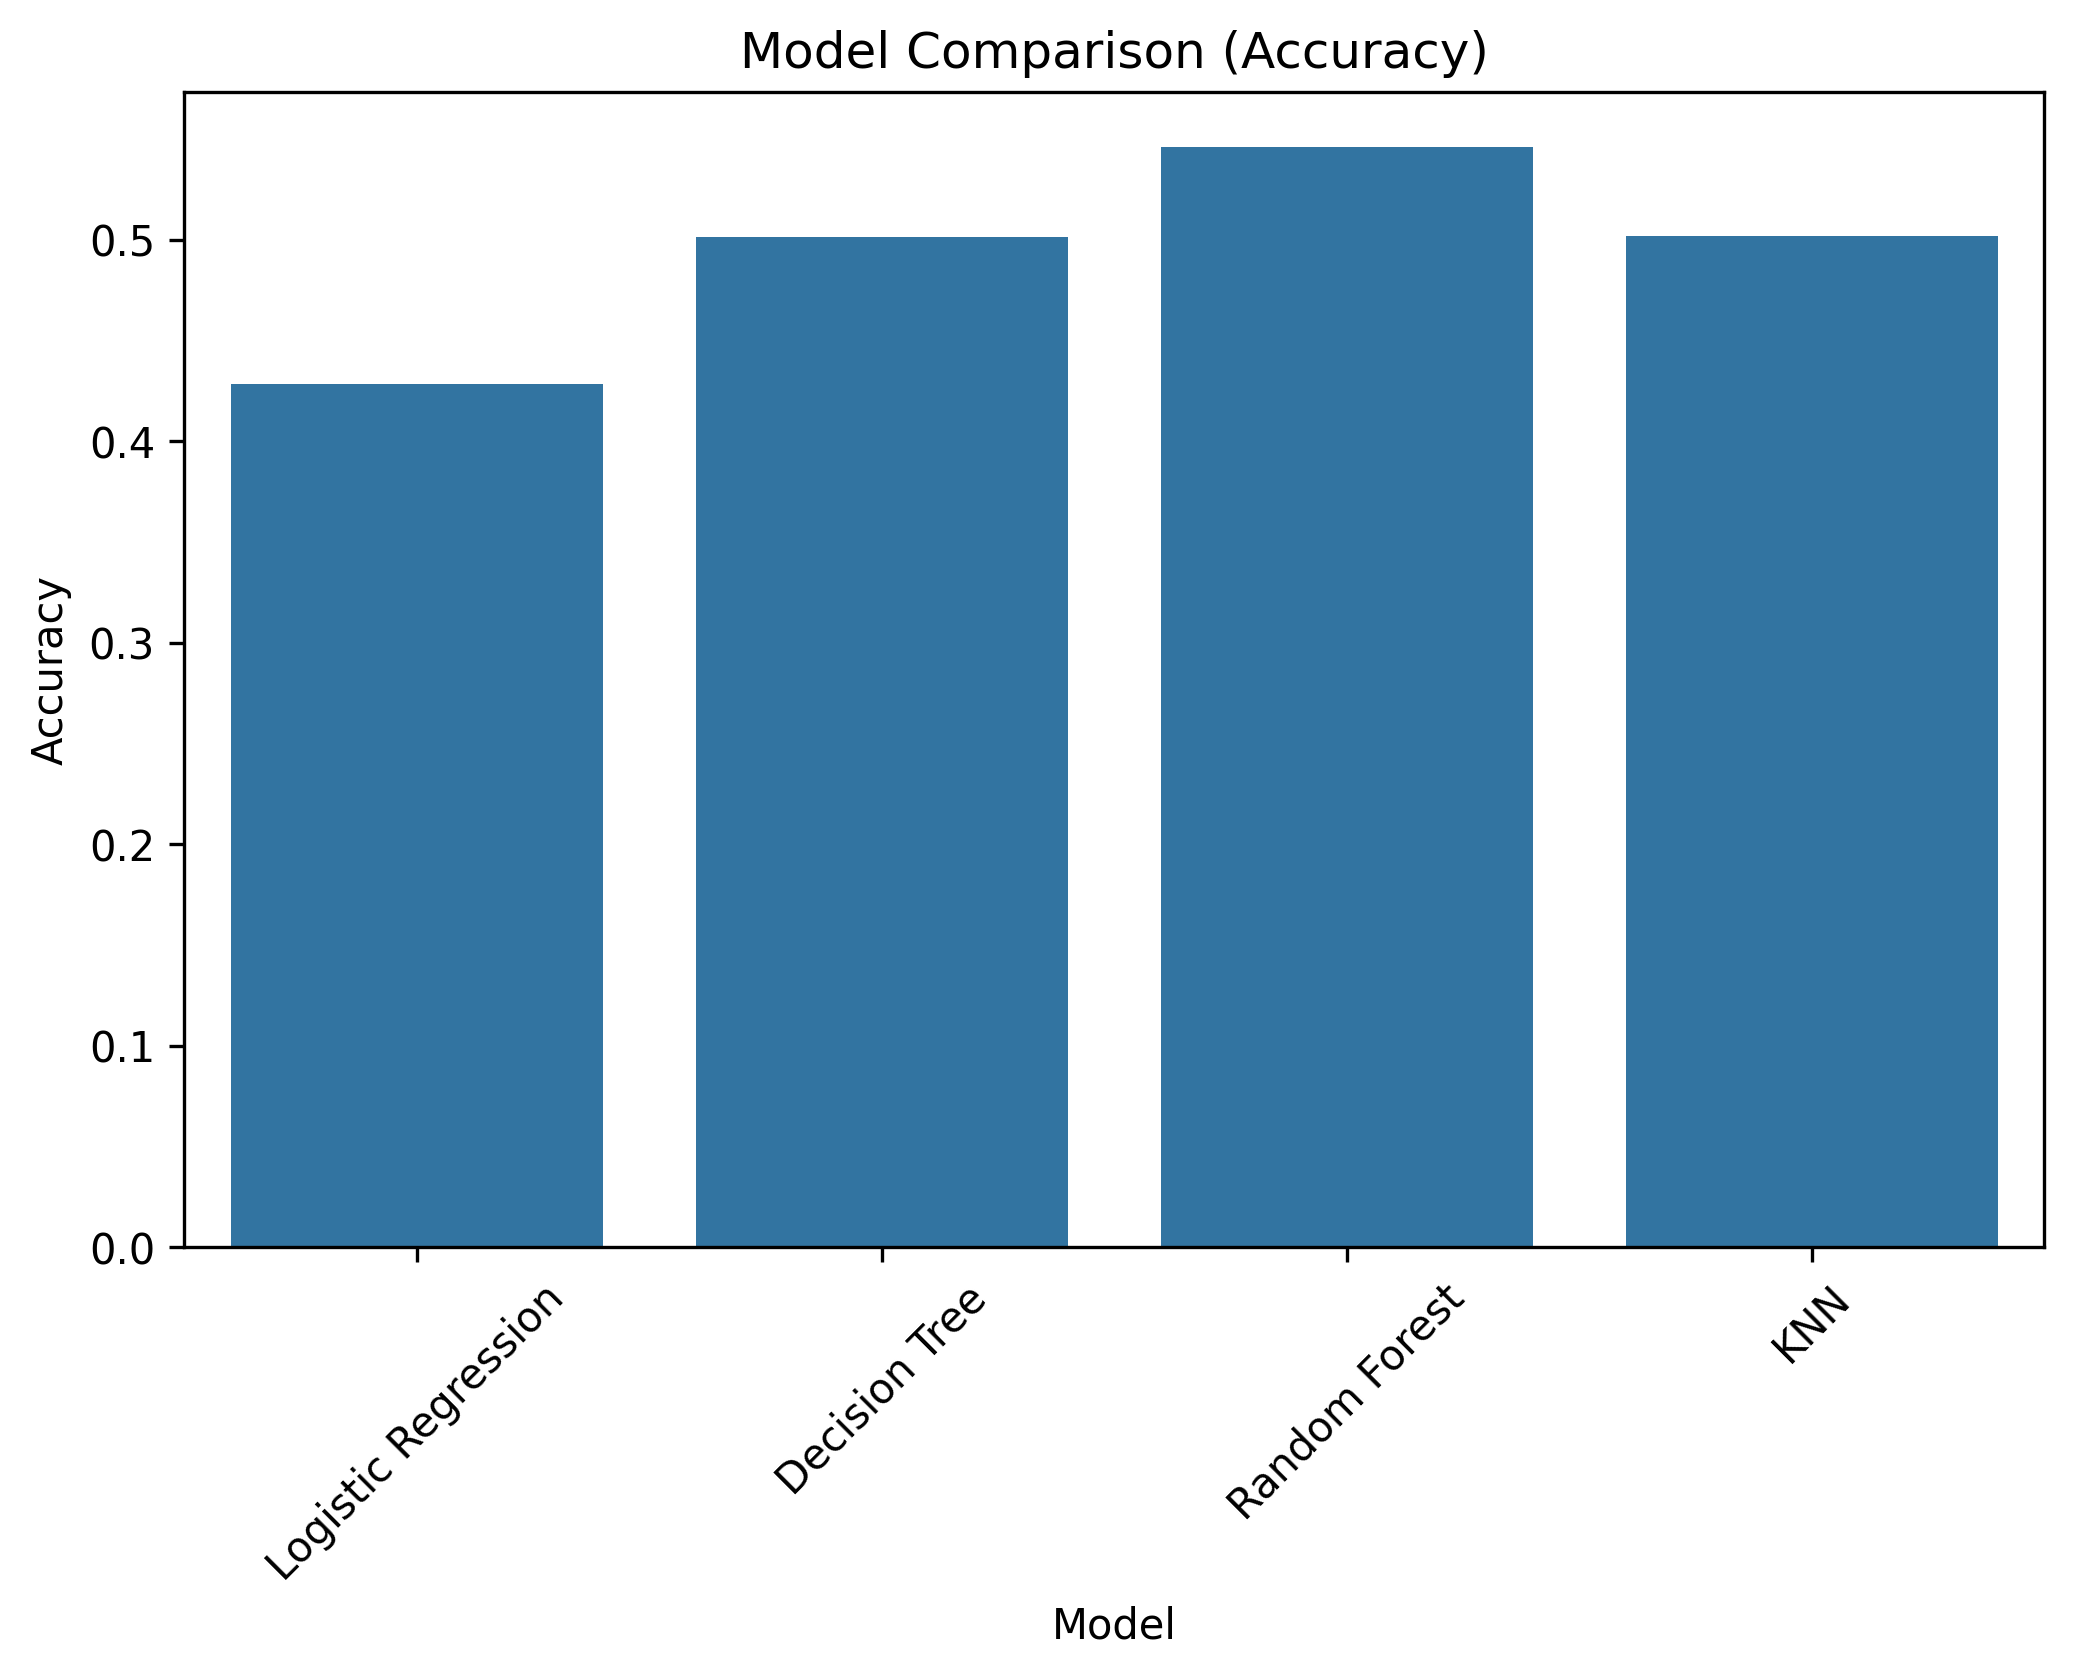 Model Comparison (Accuracy)
Accuracy
0.5
0.4
0.3
0.2
0.1
0.0
Logistic Regression
Decision Tree
Random Forest
KNN
Model